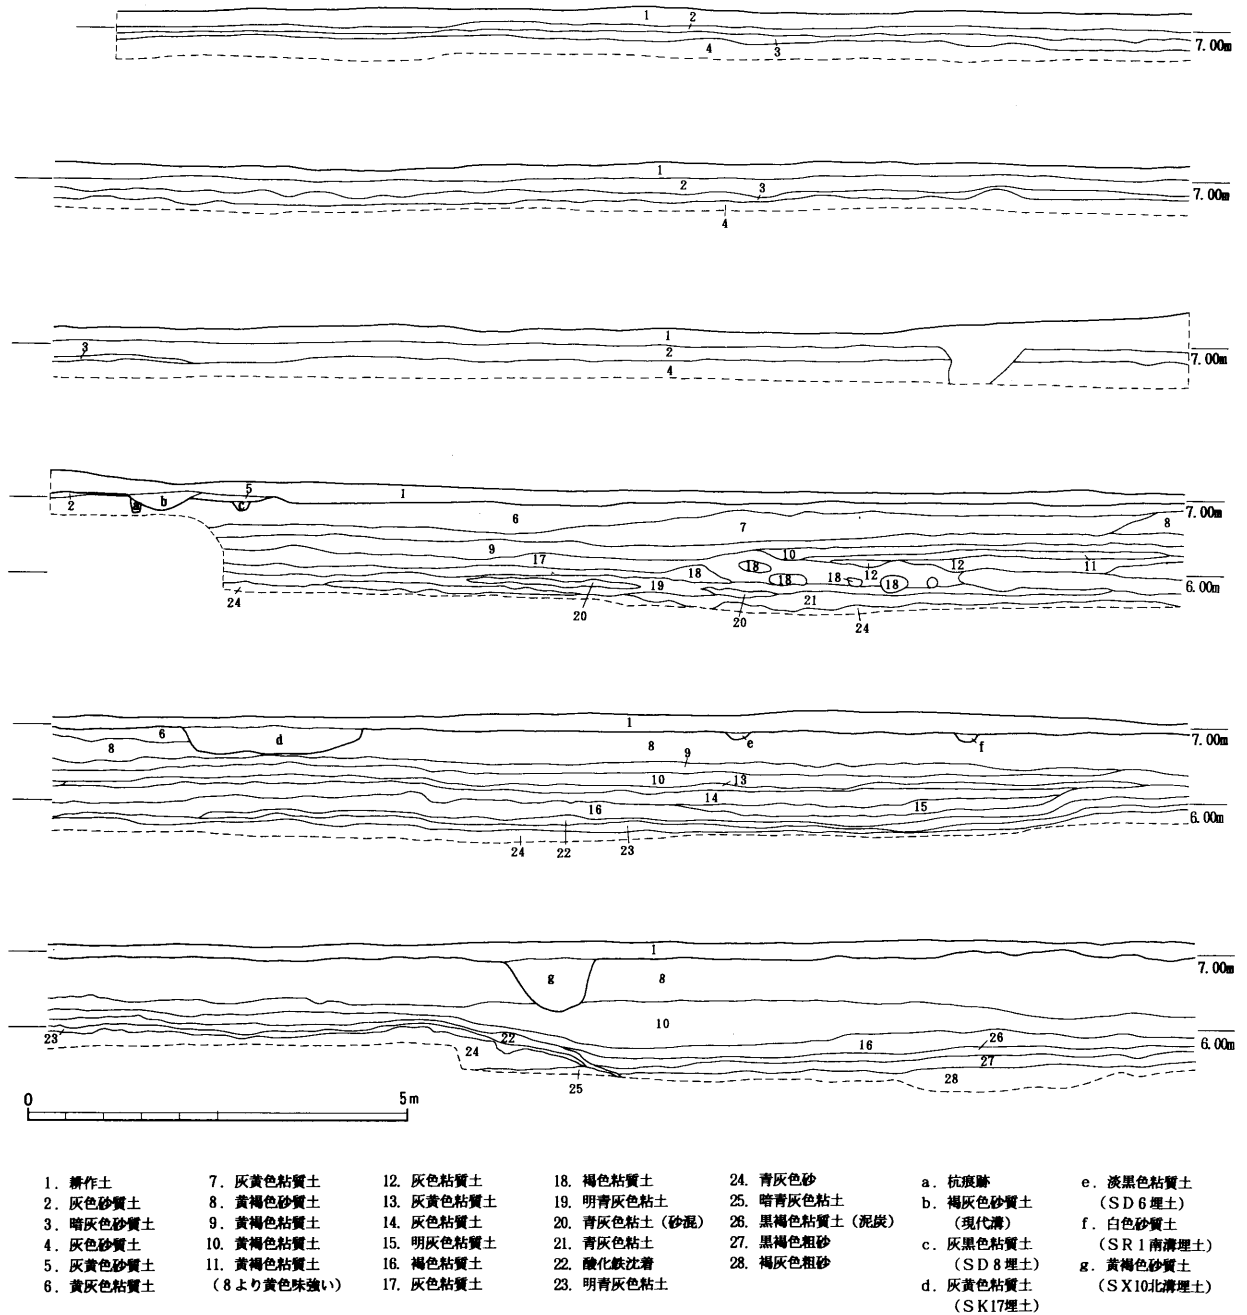 1
2
3
4
7.00m
1
2
3
4
7.00m
1
2
3
4
7.00m
2
a
b
5
c
1
7.00m
6
7
8
9
10
11
17
18
18
18
18
18
12
12
19
20
20
21
24
24
6.00m
1
6
8
d
8
e
f
7.00m
9
10
13
14
15
16
6.00m
24
22
23
1
7.00m
g
8
10
16
26
6.00m
23
22
24
25
27
28
0
5m
1. 耕作土
2. 灰色砂質土
3. 暗灰色砂質土
4. 灰色砂質土
5. 灰黄色砂質土
6. 黄灰色粘質土
7. 灰黄色粘質土
8. 黄褐色砂質土
9. 黄褐色粘質土
10. 黄褐色粘質土
11. 黄褐色粘質土
(8より黄色味強い)
12. 灰色粘質土
13. 灰黄色粘質土
14. 灰色粘質土
15. 明灰色粘質土
16. 褐色粘質土
17. 灰色粘質土
18. 褐色粘質土
19. 明青灰色粘土
20. 青灰色粘土(砂混)
21. 青灰色粘土
22. 酸化鉄沈着
23. 明青灰色粘土
24. 青灰色砂
25. 暗青灰色粘土
26. 黒褐色粘質土(泥炭)
27. 黒褐色粗砂
28. 褐灰色粗砂
a. 杭痕跡
b. 褐灰色砂質土
(現代溝)
c. 灰黒色粘質土
(SD8埋土)
d. 灰黄色粘質土
(SK17埋土)
e. 淡黒色粘質土
(SD6埋土)
f. 白色砂質土
(SR1南溝埋土)
g. 黄褐色砂質土
(SX10北溝埋土)